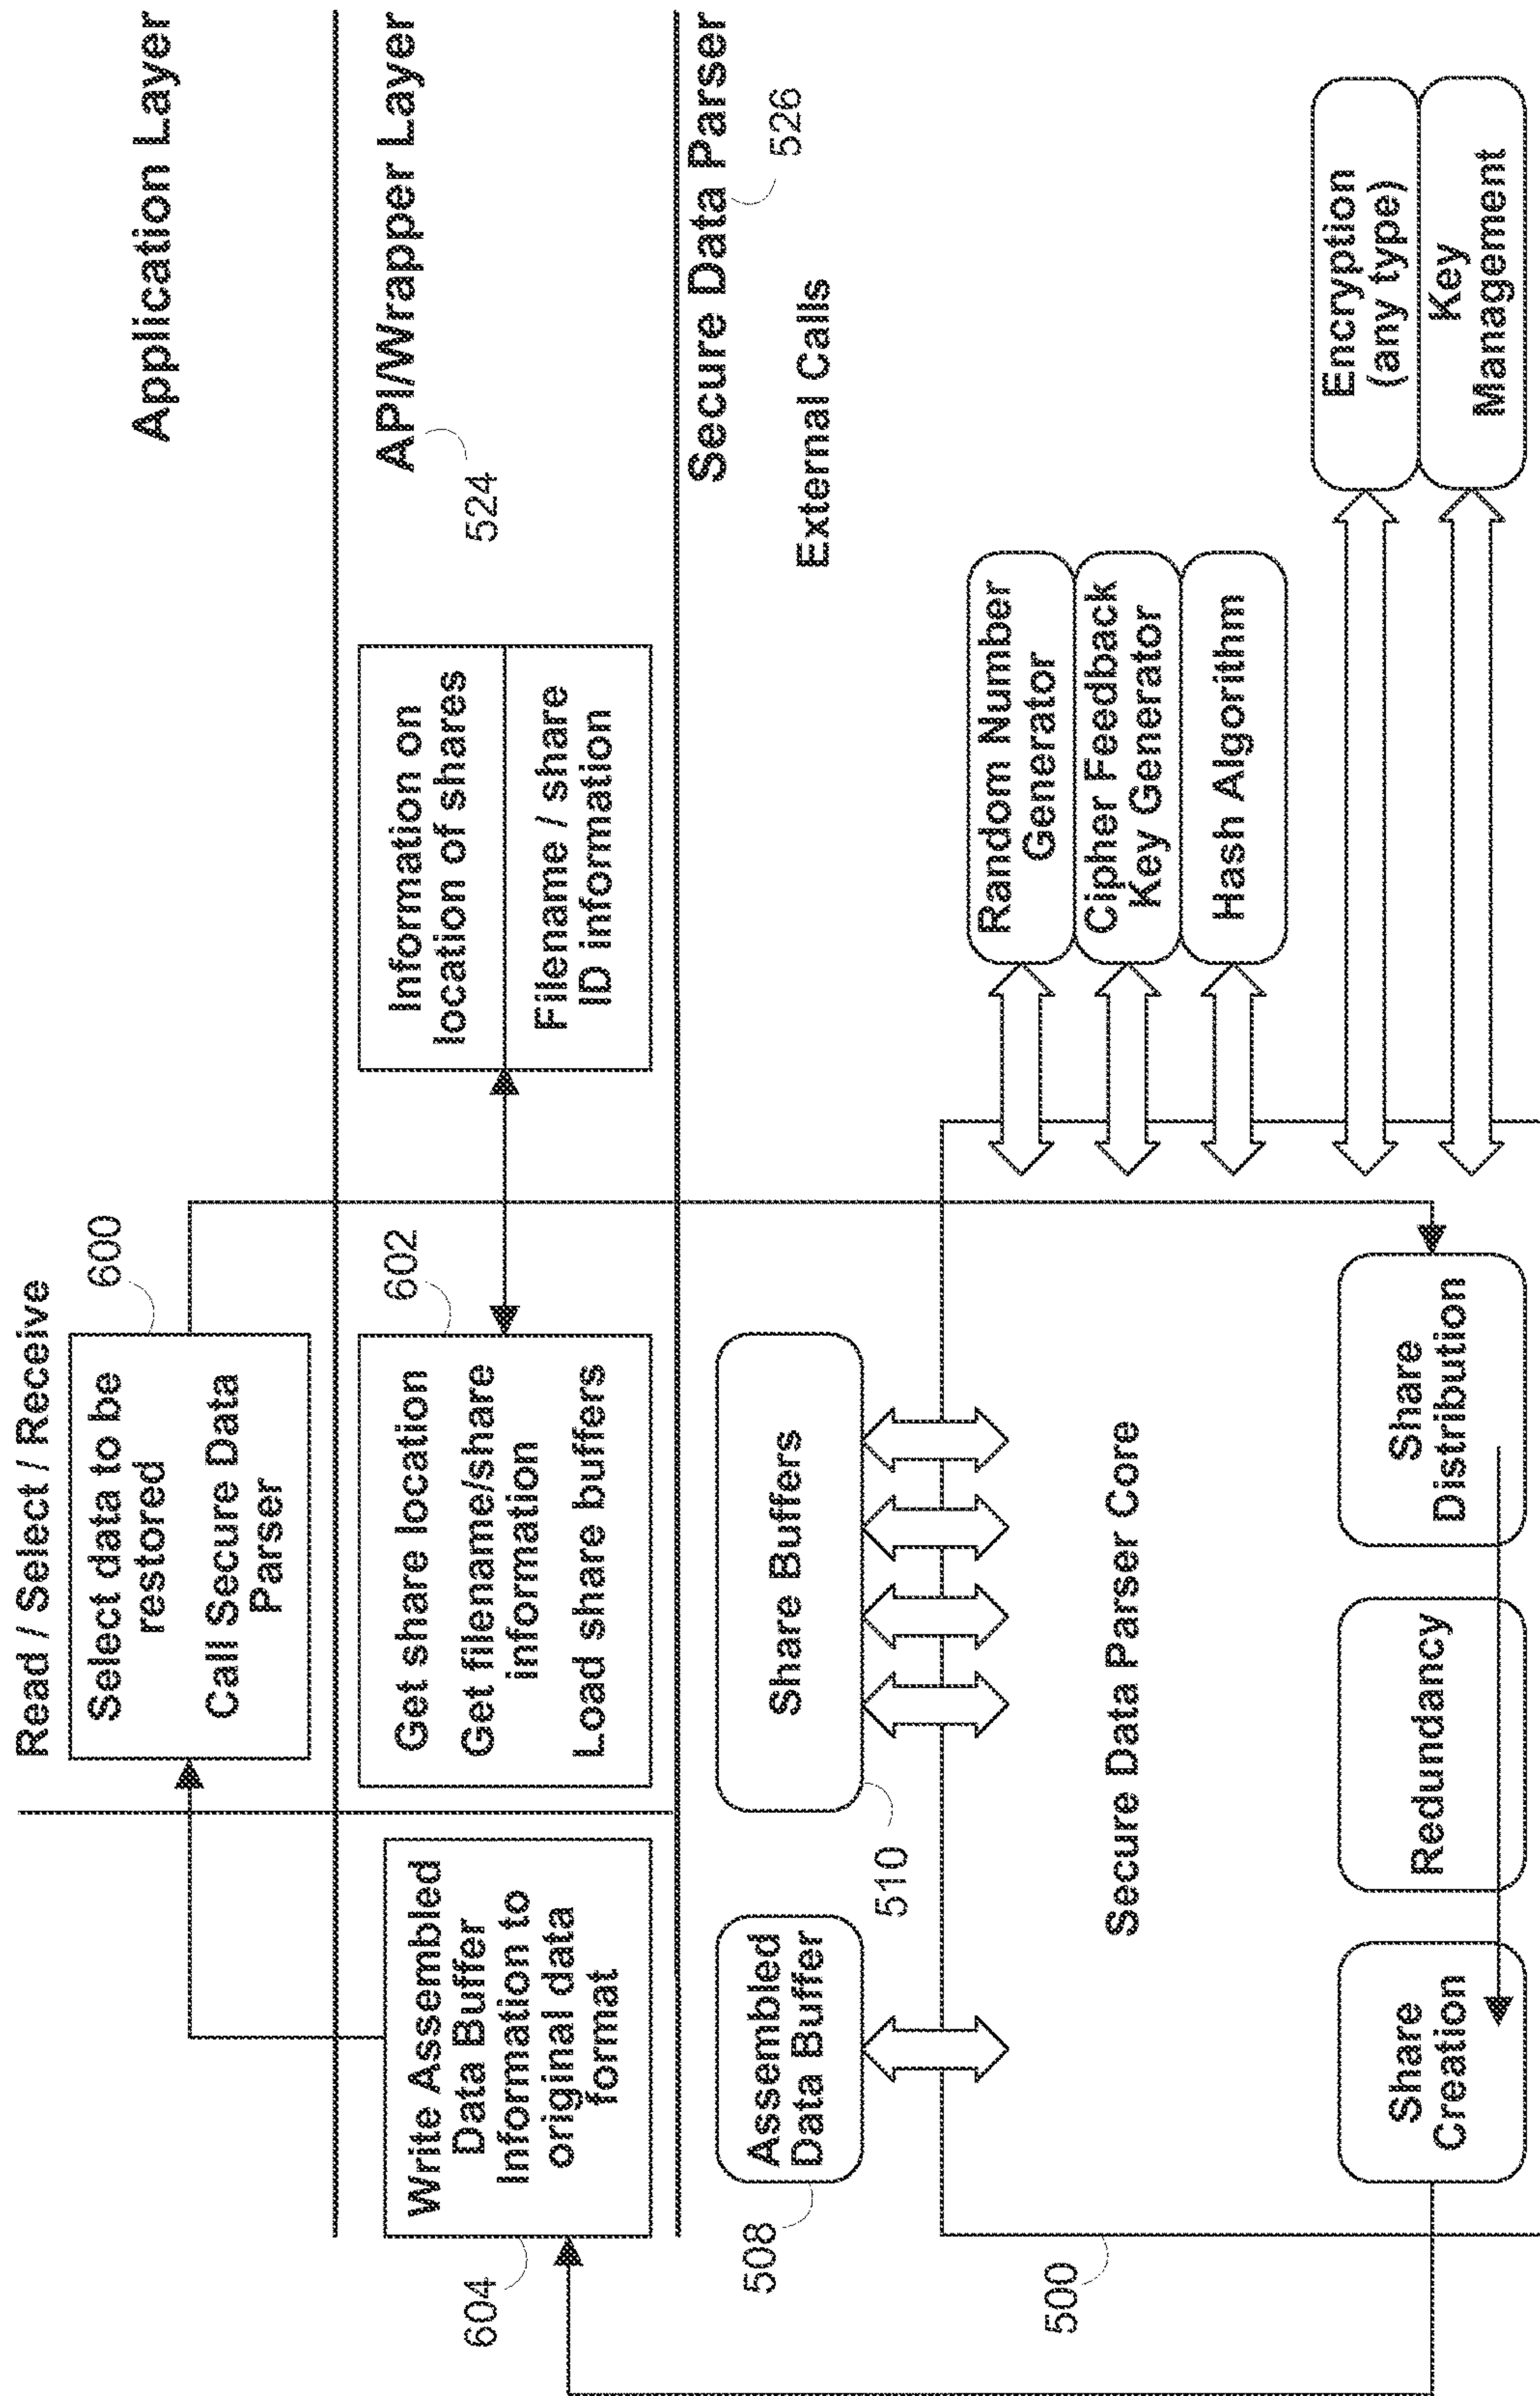 Read / Select / Receive
Application Layer
600
Select data to be
restored
Call Secure Data
Parser
API/Wrapper Layer
524
604
Write Assembled
Data Buffer
Information to
original data
format
602
Get share location
Get filename/share
information
Load share buffers
Information on
location of shares
Filename / share
ID information
Secure Data Parser
526
External Calls
508
Assembled
Data Buffer
510
Share Buffers
500
Secure Data Parser Core
Random Number
Generator
Cipher Feedback
Key Generator
Hash Algorithm
Share
Creation
Redundancy
Share
Distribution
Encryption
(any type)
Key
Management